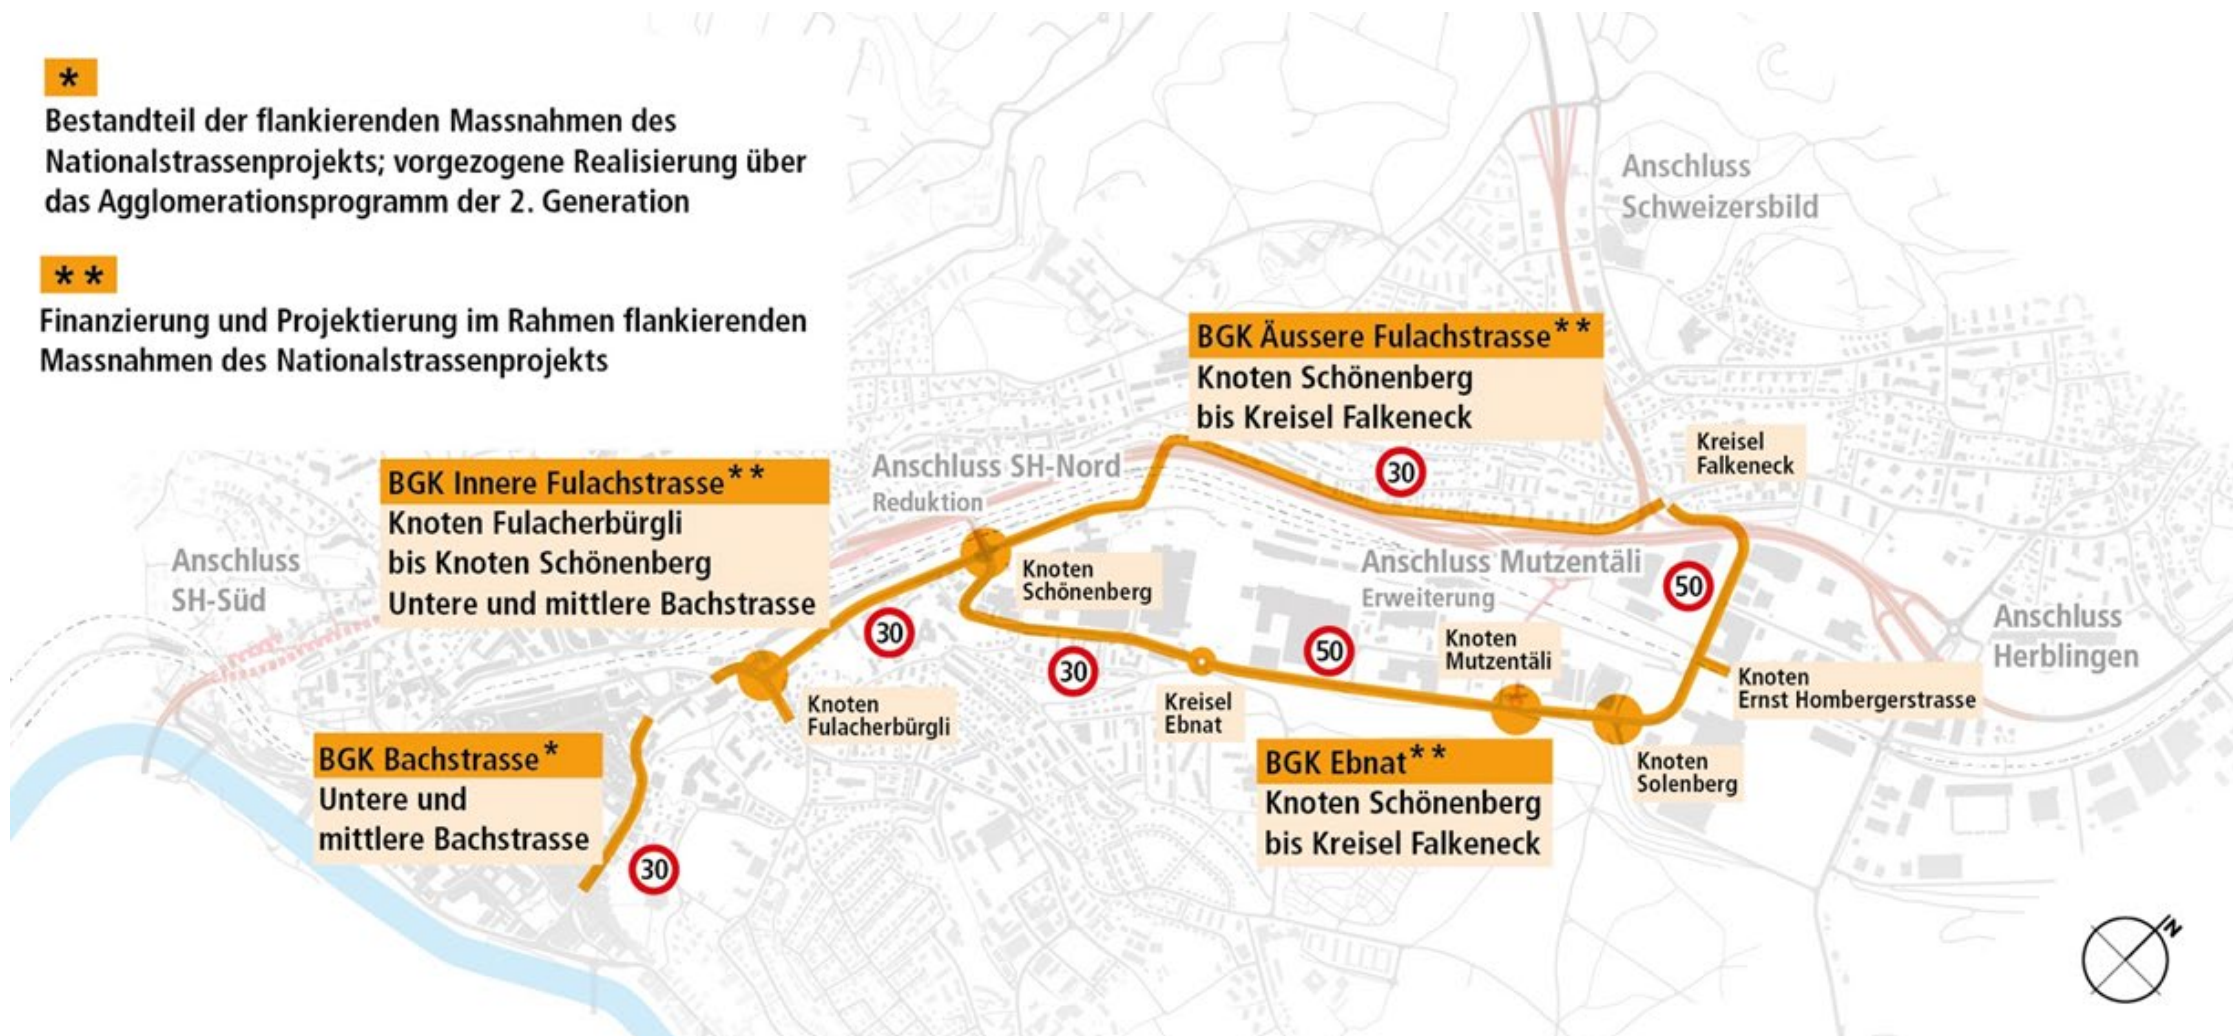 *
Bestandteil der flankierenden Massnahmen des
Nationalstrassenprojekts; vorgezogene Realisierung über
das Agglomerationsprogramm der 2. Generation
* *
Finanzierung und Projektierung im Rahmen flankierenden
Massnahmen des Nationalstrassenprojekts
Anschluss
Schweizersbild
BGK Äussere Fulachstrasse**
Knoten Schönenberg
bis Kreisel Falkeneck
30
Kreisel
Falkeneck
Anschluss SH-Nord
Reduktion
BGK Innere Fulachstrasse**
Knoten Fulacherbürgli
bis Knoten Schönenberg
Untere und mittlere Bachstrasse
Anschluss
SH-Süd
Knoten
Schönenberg
Anschluss Mutzentäli
Erweiterung
50
Anschluss
Herblingen
30
30
50
Knoten
Mutzentäli
Knoten
Ernst Hombergerstrasse
Knoten
Fulacherbürgli
Kreisel
Ebnat
BGK Bachstrasse*
Untere und
mittlere Bachstrasse
30
BGK Ebnat**
Knoten Schönenberg
bis Kreisel Falkeneck
Knoten
Solenberg
N